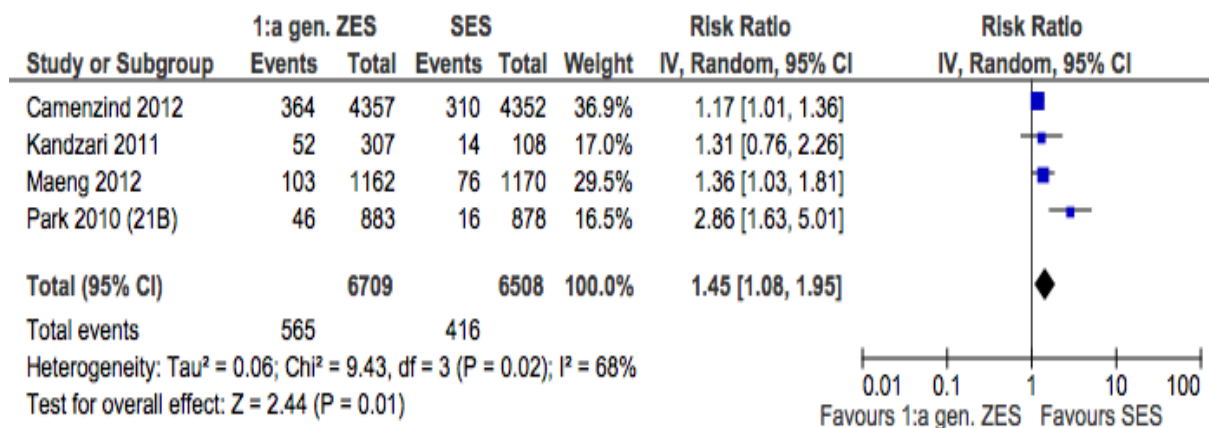 1:a gen. ZES SES Risk Ratio Risk Ratio
Study or Subgroup Events Total Events Total Weight IV, Random, 95% CI IV, Random, 95% CI
Camenzind 2012 364 4357 310 4352 36.9% 1.17 [1.01, 1.36]
Kandzari 2011 52 307 14 108 17.0% 1.31 [0.76, 2.26]
Maeng 2012 103 1162 76 1170 29.5% 1.36 [1.03, 1.81]
Park 2010 (21B) 46 883 16 878 16.5% 2.86 [1.63, 5.01]
Total (95% CI) 6709 6508 100.0% 1.45 [1.08, 1.95]
Total events 565 416
Heterogeneity: Tau² = 0.06; Chi² = 9.43, df = 3 (P = 0.02); I² = 68%
Test for overall effect: Z = 2.44 (P = 0.01)
0.01 0.1 1 10 100
Favours 1:a gen. ZES Favours SES